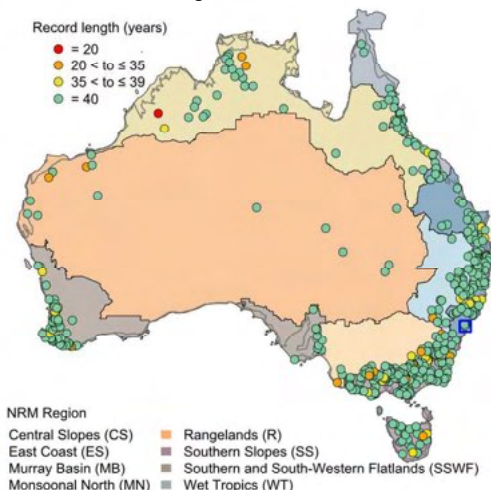 Record length (years)
= 20
20 < to ≤ 35
35 < to ≤ 39
= 40
NRM Region
Central Slopes (CS)
East Coast (ES)
Murray Basin (MB)
Monsoonal North (MN)
Rangelands (R)
Southern Slopes (SS)
Southern and South-Western Flatlands (SSWF)
Wet Tropics (WT)